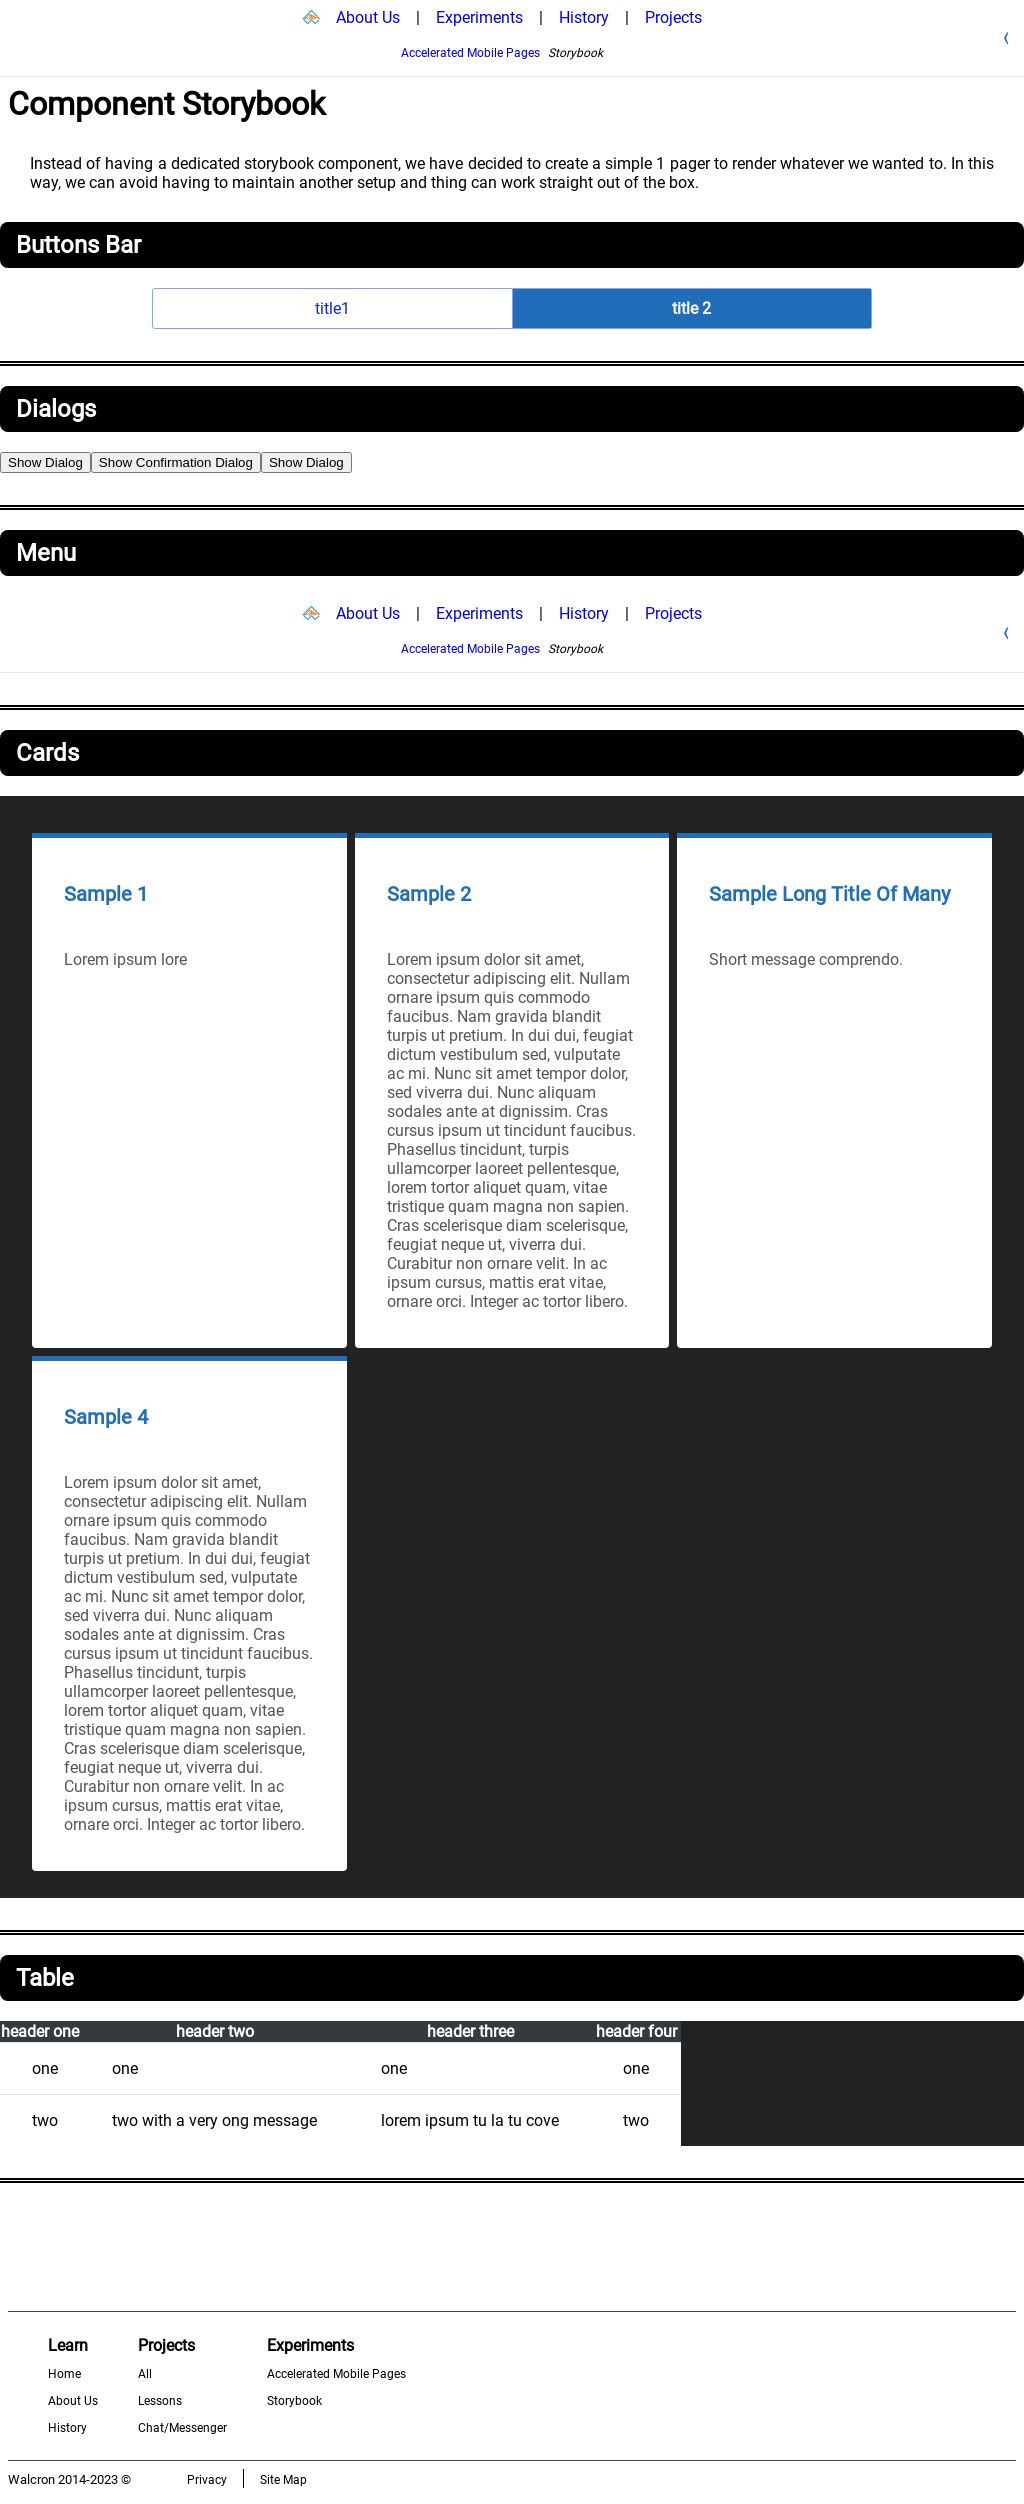 About Us | Experiments | History | Projects
Accelerated Mobile Pages Storybook
Component Storybook
Instead of having a dedicated storybook component, we have decided to create a simple 1 pager to render whatever we wanted to. In this
way, we can avoid having to maintain another setup and thing can work straight out of the box.
Buttons Bar
title1 title 2
Dialogs
Show Dialog Show Confirmation Dialog Show Dialog
Menu
About Us | Experiments | History | Projects
Accelerated Mobile Pages Storybook
Cards
Sample 1
Lorem ipsum lore
Sample 2
Lorem ipsum dolor sit amet,
consectetur adipiscing elit. Nullam
ornare ipsum quis commodo
faucibus. Nam gravida blandit
turpis ut pretium. In dui dui, feugiat
dictum vestibulum sed, vulputate
ac mi. Nunc sit amet tempor dolor,
sed viverra dui. Nunc aliquam
sodales ante at dignissim. Cras
cursus ipsum ut tincidunt faucibus.
Phasellus tincidunt, turpis
ullamcorper laoreet pellentesque,
lorem tortor aliquet quam, vitae
tristique quam magna non sapien.
Cras scelerisque diam scelerisque,
feugiat neque ut, viverra dui.
Curabitur non ornare velit. In ac
ipsum cursus, mattis erat vitae,
ornare orci. Integer ac tortor libero.
Sample Long Title Of Many
Short message comprendo.
Sample 4
Lorem ipsum dolor sit amet,
consectetur adipiscing elit. Nullam
ornare ipsum quis commodo
faucibus. Nam gravida blandit
turpis ut pretium. In dui dui, feugiat
dictum vestibulum sed, vulputate
ac mi. Nunc sit amet tempor dolor,
sed viverra dui. Nunc aliquam
sodales ante at dignissim. Cras
cursus ipsum ut tincidunt faucibus.
Phasellus tincidunt, turpis
ullamcorper laoreet pellentesque,
lorem tortor aliquet quam, vitae
tristique quam magna non sapien.
Cras scelerisque diam scelerisque,
feugiat neque ut, viverra dui.
Curabitur non ornare velit. In ac
ipsum cursus, mattis erat vitae,
ornare orci. Integer ac tortor libero.
Table
header one header two header three header four
one one one one
two two with a very ong message lorem ipsum tu la tu cove two
Learn Projects Experiments
Home All Accelerated Mobile Pages
About Us Lessons Storybook
History Chat/Messenger
Walcron 2014-2023 © Privacy Site Map